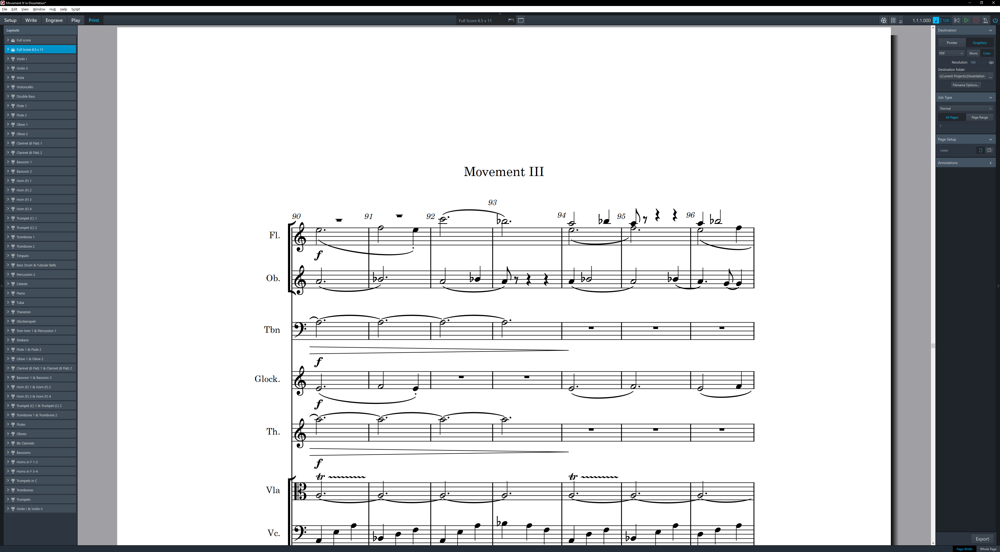 Movement IV in Dissertation*
File Edit View Window Hub Help Script
Setup Write Engrave Play Print
Full Score 8.5 x 11
1.1.1.000 120
Layouts
Full score
Full Score 8.5 x 11
Violin I
Violin II
Viola
Violoncello
Double Bass
Flute 1
Flute 2
Oboe 1
Oboe 2
Clarinet (B Flat) 1
Clarinet (B Flat) 2
Bassoon 1
Bassoon 2
Horn (F) 1
Horn (F) 2
Horn (F) 3
Horn (F) 4
Trumpet (C) 1
Trumpet (C) 2
Trombone 1
Trombone 2
Timpani
Bass Drum & Tubular Bells
Percussion 2
Celeste
Piano
Tuba
Theremin
Glockenspiel
Tom-tom 1 & Percussion 1
Shekere
Flute 1 & Flute 2
Oboe 1 & Oboe 2
Clarinet (B Flat) 1 & Clarinet (B Flat) 2
Bassoon 1 & Bassoon 2
Horn (F) 1 & Horn (F) 2
Horn (F) 3 & Horn (F) 4
Trumpet (C) 1 & Trumpet (C) 2
Trombone 1 & Trombone 2
Flutes
Oboes
Bb Clarinets
Bassoons
Horns in F 1-2
Horns in F 3-4
Trumpets in C
Trombones
Trumpets
Violin I & Violin II
Movement III
90 91 92 93 94 95 96
Fl.
f
Ob.
Tbn
f
Glock.
f
Th.
f
tr tr
Vla
Vc.
Destination
Printer Graphics
PDF Mono Color
Resolution 150 dpi
Destination folder
\Current Projects\Dissertation ...
Filename Options...
Job Type
Normal
All Pages Page Range
1
Page Setup
Letter
Annotations
Export
Page Width Whole Page